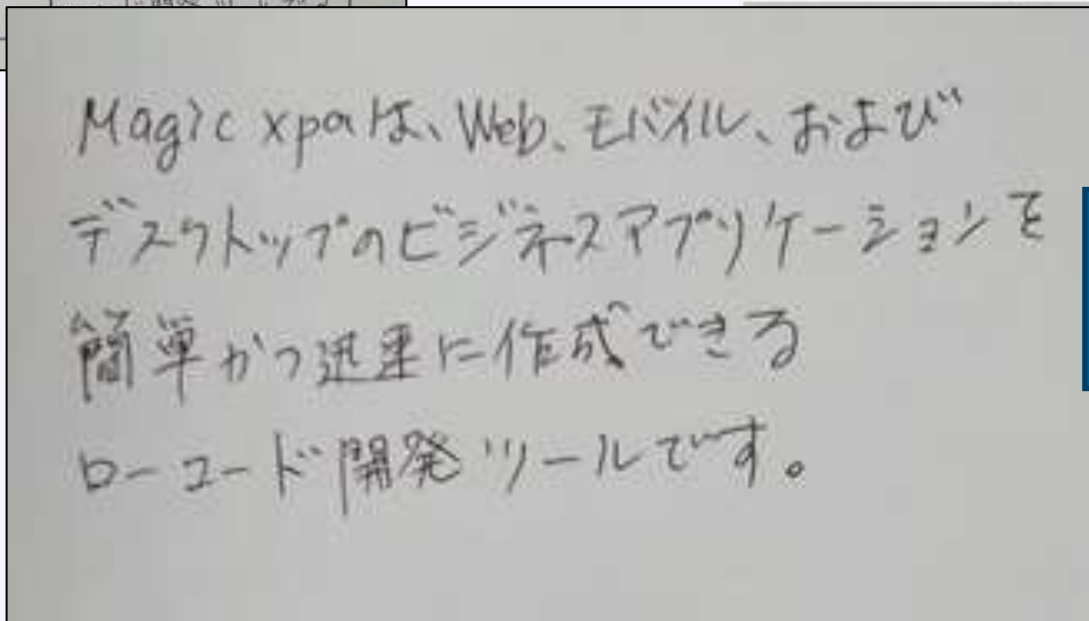 Magic xpaは、Web、モバイル、および
デスクトップのビジネスアプリケーションを
簡単かつ迅速に作成できる
ローコード開発ツールです。